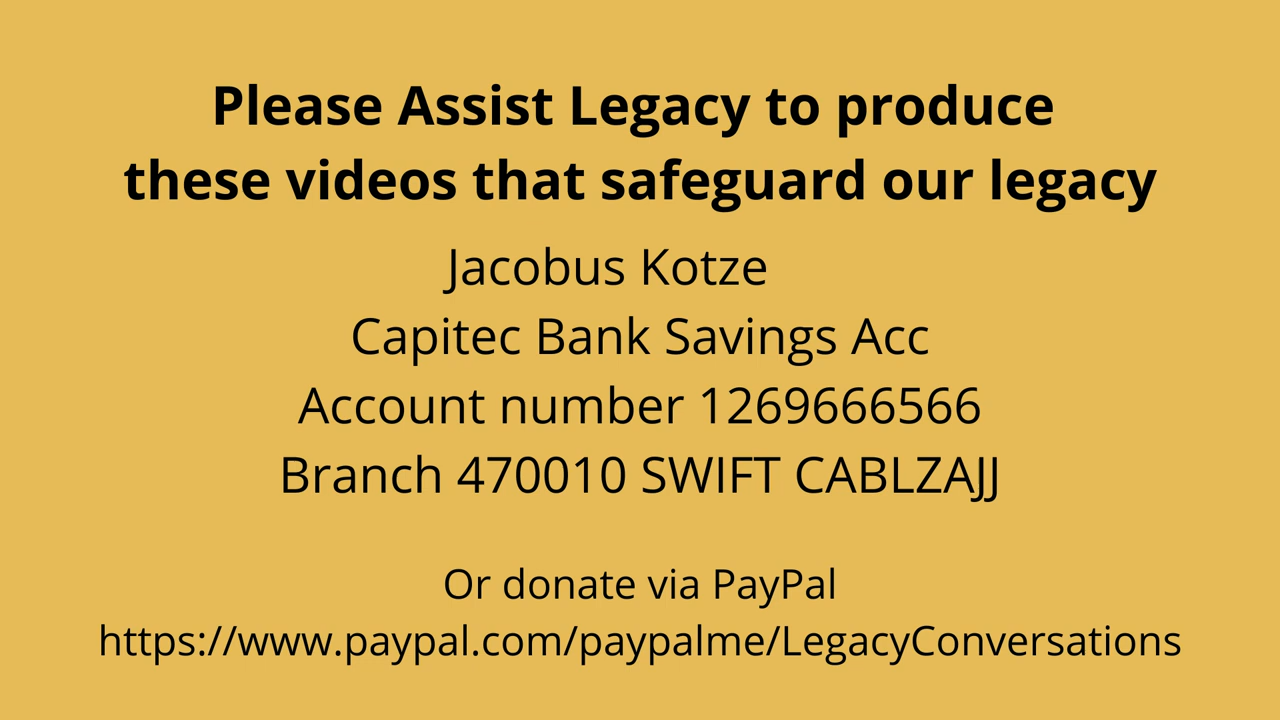 Please Assist Legacy to produce
these videos that safeguard our legacy
Jacobus Kotze
Capitec Bank Savings Acc
Account number 1269666566
Branch 470010 SWIFT CABLZAJJ
Or donate via PayPal
https://www.paypal.com/paypalme/LegacyConversations